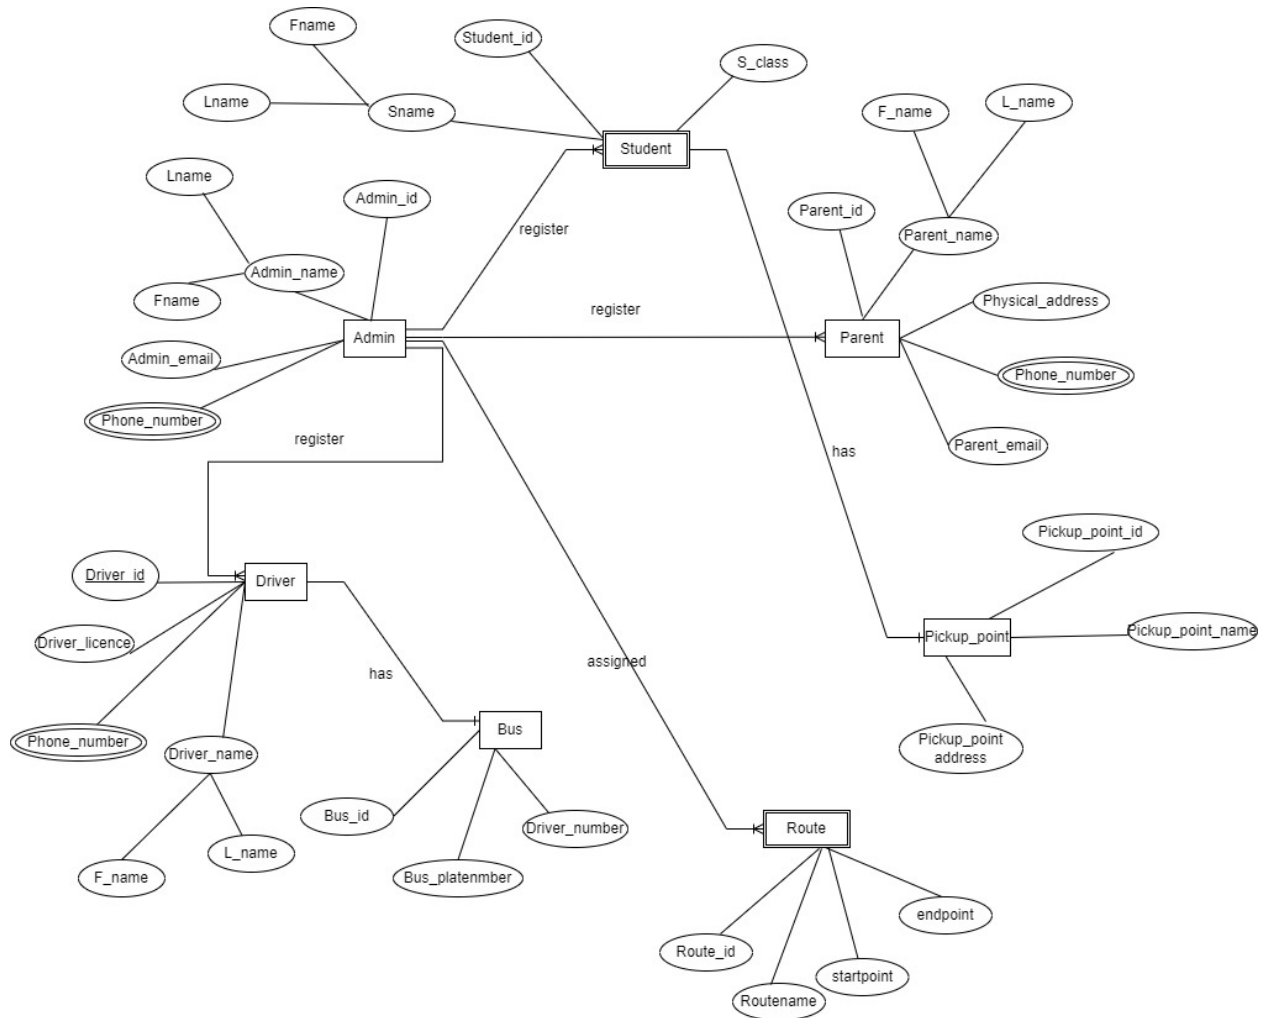 Fname
Student_id
S_class
Lname
Sname
F_name
L_name
Student
Lname
Admin_id
Parent_id
register
Parent_name
Admin_name
Fname
Physical_address
register
Admin
Parent
Admin_email
Phone_number
Phone_number
register
Parent_email
has
Pickup_point_id
Driver_id
Driver
Driver_licence
Pickup_point
Pickup_point_name
assigned
has
Bus
Phone_number
Driver_name
Pickup_point
address
Bus_id
Driver_number
Route
L_name
F_name
Bus_platenmber
endpoint
Route_id
startpoint
Routename